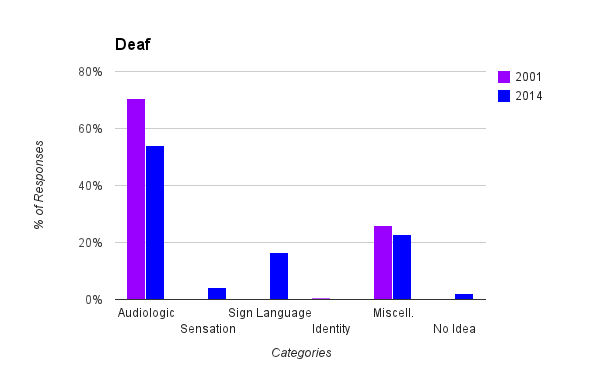 Deaf
80%
60%
40%
20%
0%
% of Responses
2001
2014
Audiologic
Sensation
Sign Language
Identity
Miscell.
No Idea
Categories